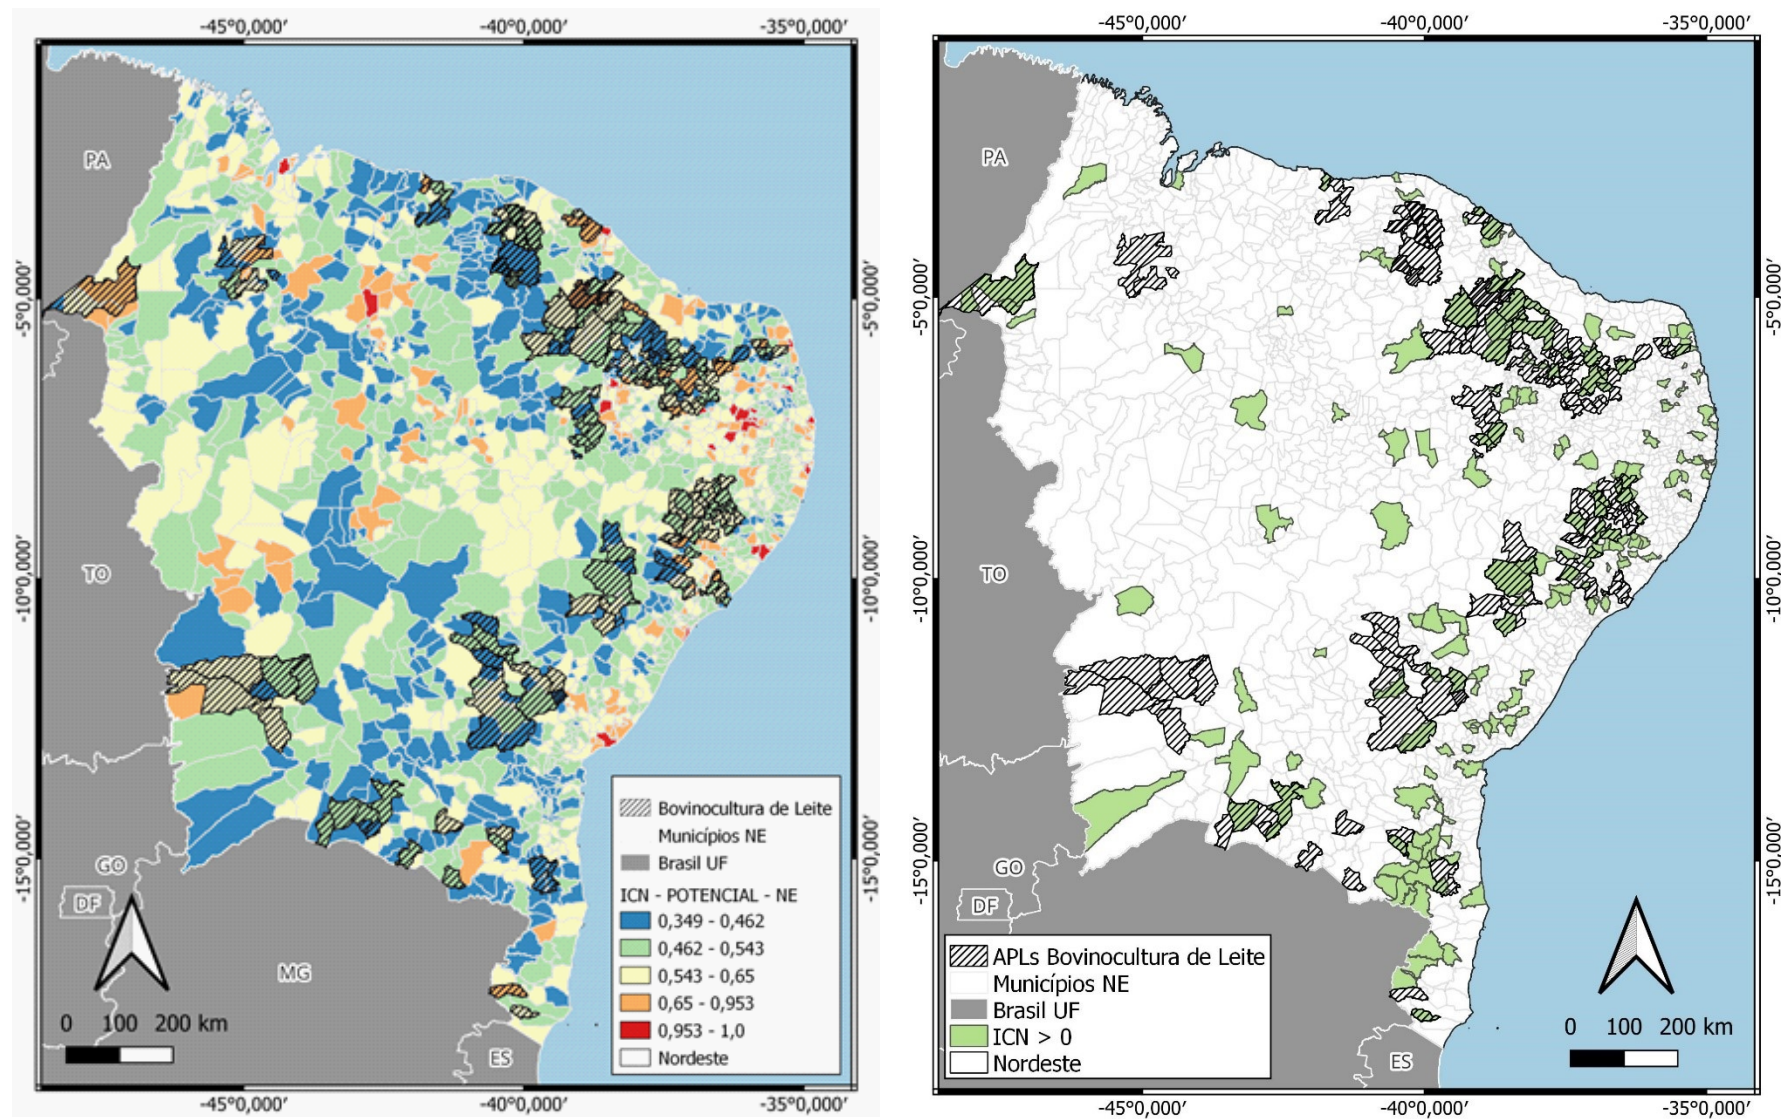 -45°0,000′ -40°0,000′ -35°0,000′
-5°0,000′
-10°0,000′
-15°0,000′
-5°0,000′
-10°0,000′
-15°0,000′
PA
TO
GO
DF
MG
ES
Bovinocultura de Leite
Municípios NE
Brasil UF
ICN - POTENCIAL - NE
0,349 - 0,462
0,462 - 0,543
0,543 - 0,65
0,65 - 0,953
0,953 - 1,0
Nordeste
0 100 200 km
-45°0,000′ -40°0,000′ -35°0,000′
-45°0,000′ -40°0,000′ -35°0,000′
-5°0,000′
-10°0,000′
-15°0,000′
-5°0,000′
-10°0,000′
-15°0,000′
PA
TO
GO
DF
MG
ES
APLs Bovinocultura de Leite
Municípios NE
Brasil UF
ICN > 0
Nordeste
0 100 200 km
-45°0,000′ -40°0,000′ -35°0,000′